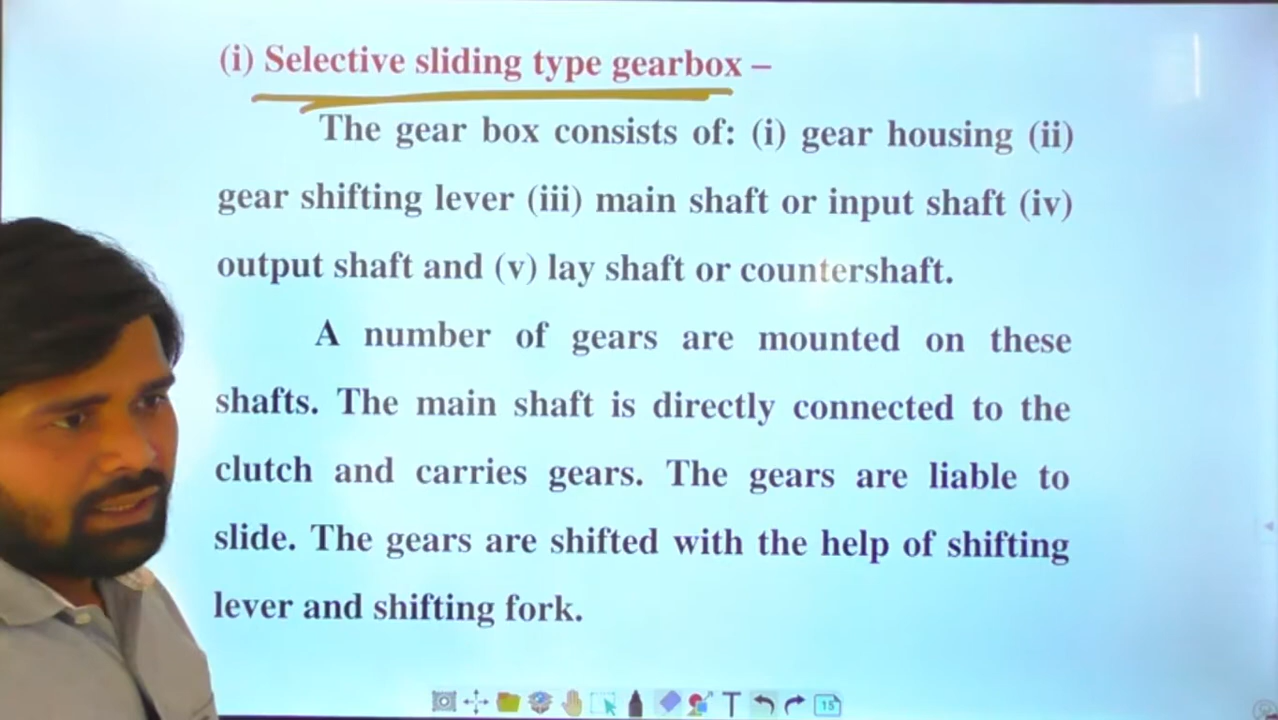 (i) Selective sliding type gearbox –
The gear box consists of: (i) gear housing (ii)
gear shifting lever (iii) main shaft or input shaft (iv)
output shaft and (v) lay shaft or countershaft.
A number of gears are mounted on these
shafts. The main shaft is directly connected to the
clutch and carries gears. The gears are liable to
slide. The gears are shifted with the help of shifting
lever and shifting fork.
T
15